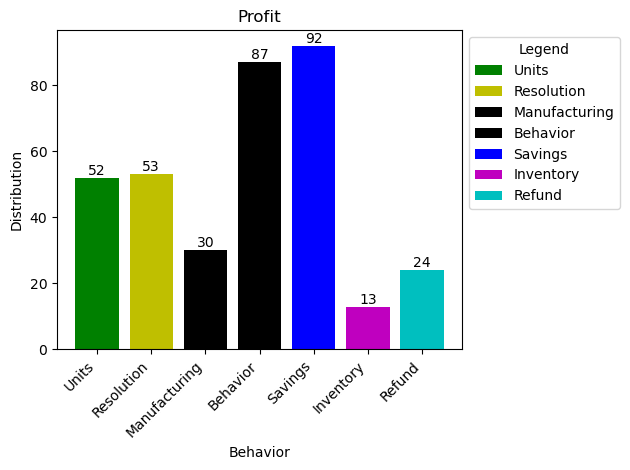 Profit
Distribution
80
60
40
20
0
52
53
30
87
92
13
24
Units
Resolution
Manufacturing
Behavior
Savings
Inventory
Refund
Behavior
Legend
Units
Resolution
Manufacturing
Behavior
Savings
Inventory
Refund